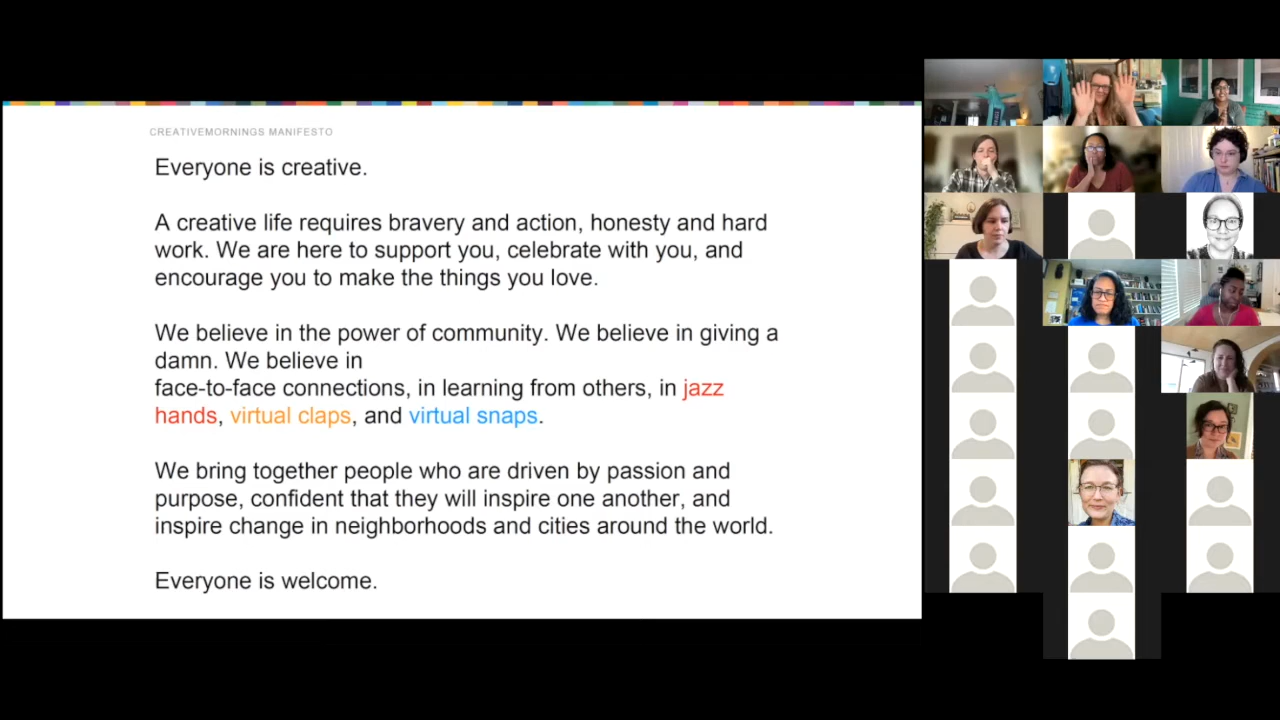 CREATIVEMORNINGS MANIFESTO
Everyone is creative.
A creative life requires bravery and action, honesty and hard
work. We are here to support you, celebrate with you, and
encourage you to make the things you love.
We believe in the power of community. We believe in giving a
damn. We believe in
face-to-face connections, in learning from others, in jazz
hands, virtual claps, and virtual snaps.
We bring together people who are driven by passion and
purpose, confident that they will inspire one another, and
inspire change in neighborhoods and cities around the world.
Everyone is welcome.